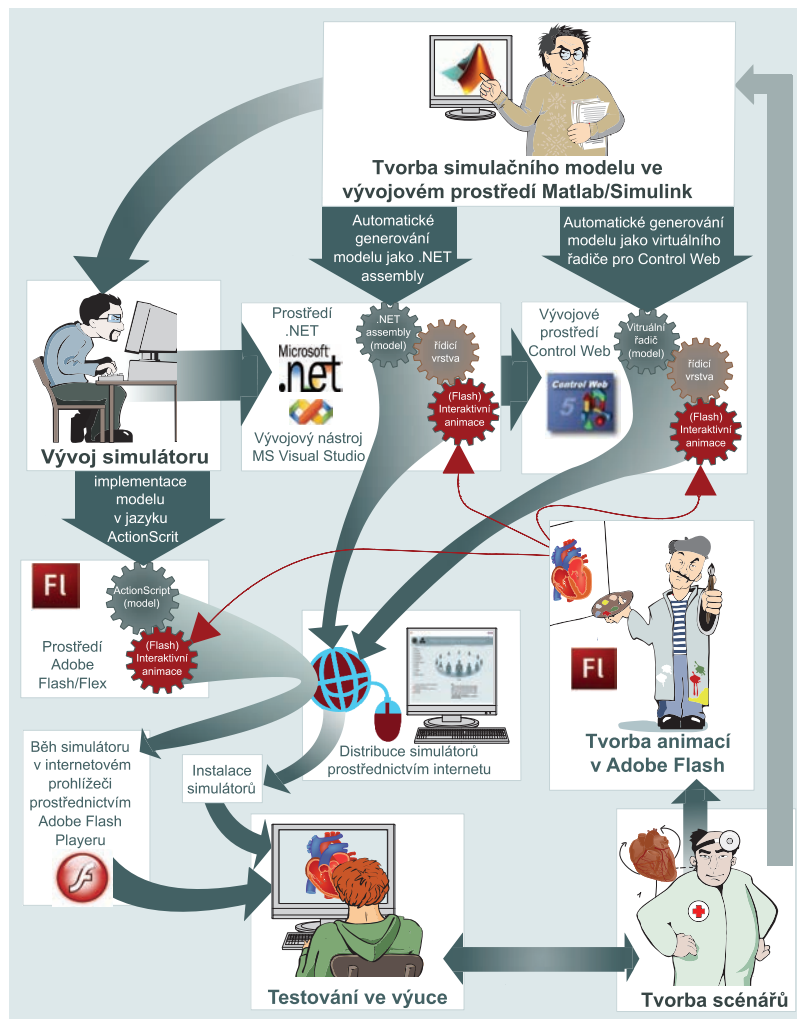 Tvorba simulačního modelu ve
vývojovém prostředí Matlab/Simulink
Automatické
generování
modelu jako .NET
assembly
Automatické generování
modelu jako virtuálního
řadiče pro Control Web
Vývoj simulátoru
Prostředí
.NET
Microsoft
.net
Vývojový nástroj
MS Visual Studio
.NET
assembly
(model)
řídicí
vrstva
(Flash)
Interaktivní
animace
Vývojové
prostředí
Control Web
Control Web
5
Vitruální
řadič
(model)
řídicí
vrstva
(Flash)
Interaktivní
animace
implementace
modelu
v jazyku
ActionScrit
Fl
ActionScript
(model)
(Flash)
Interaktivní
animace
Prostředí
Adobe
Flash/Flex
Distribuce simulátorů
prostřednictvím internetu
Fl
Tvorba animací
v Adobe Flash
Běh simulátoru
v internetovém
prohlížeči
prostřednictvím
Adobe Flash
Playeru
Instalace
simulátorů
Testování ve výuce
Tvorba scénářů